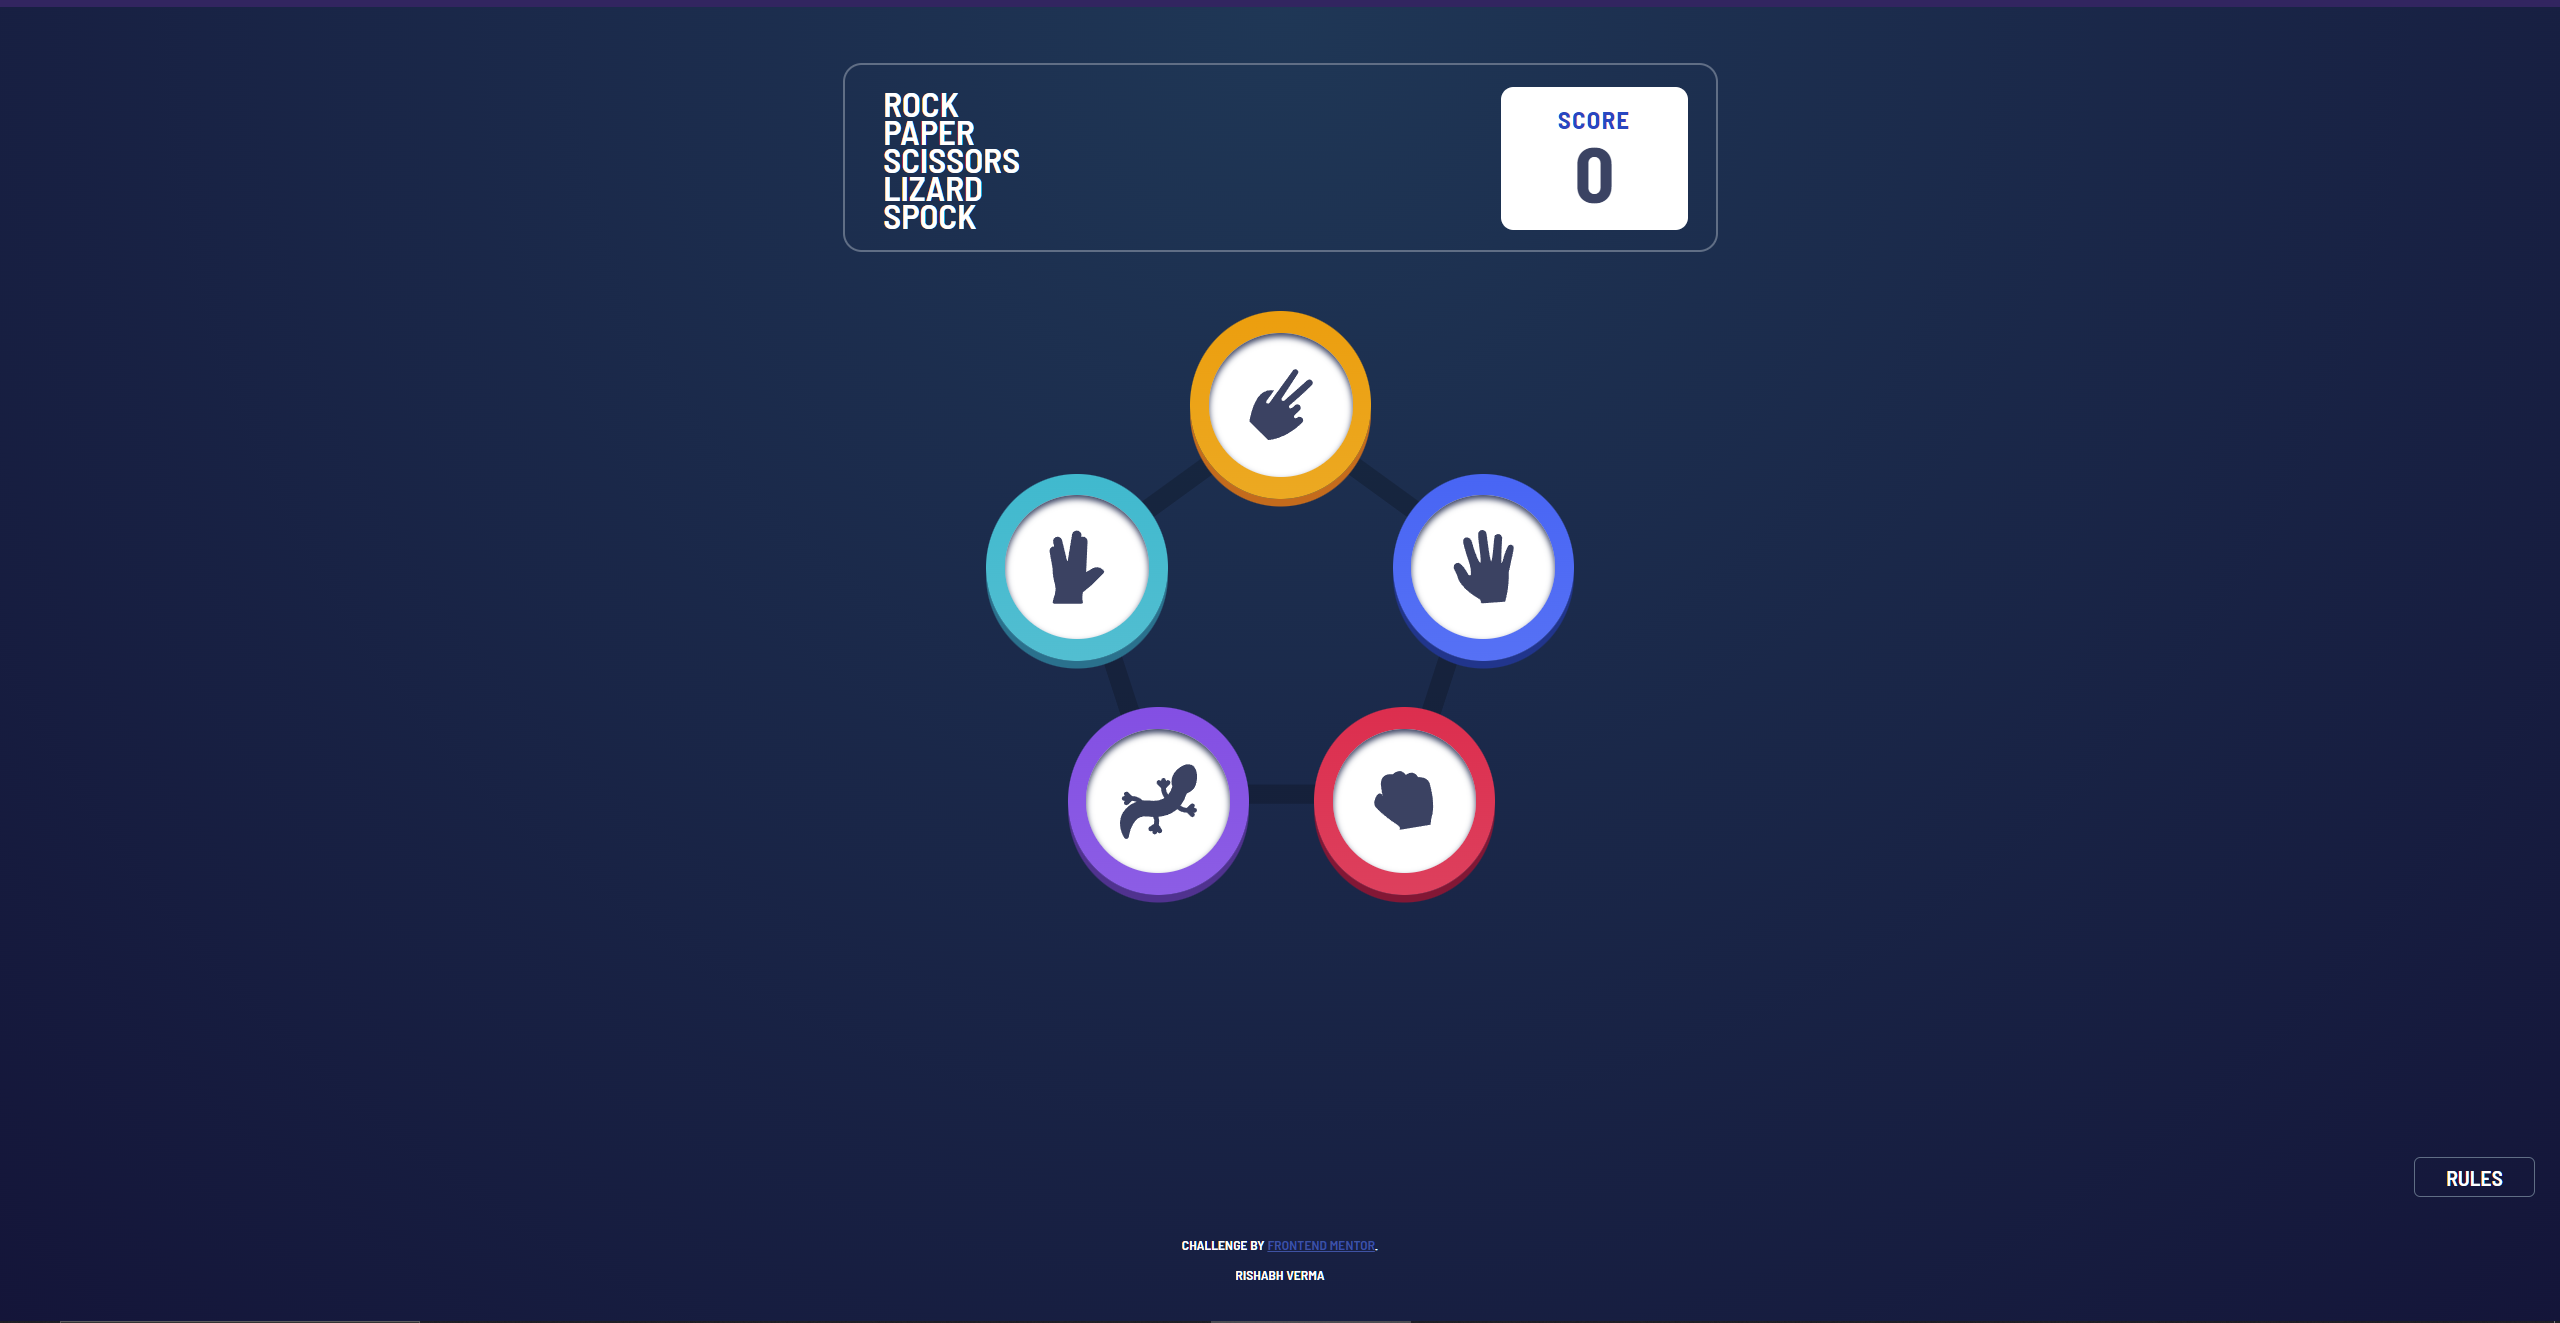 ROCK
PAPER
SCISSORS
LIZARD
SPOCK
SCORE
0
RULES
CHALLENGE BY FRONTEND MENTOR.
RISHABH VERMA